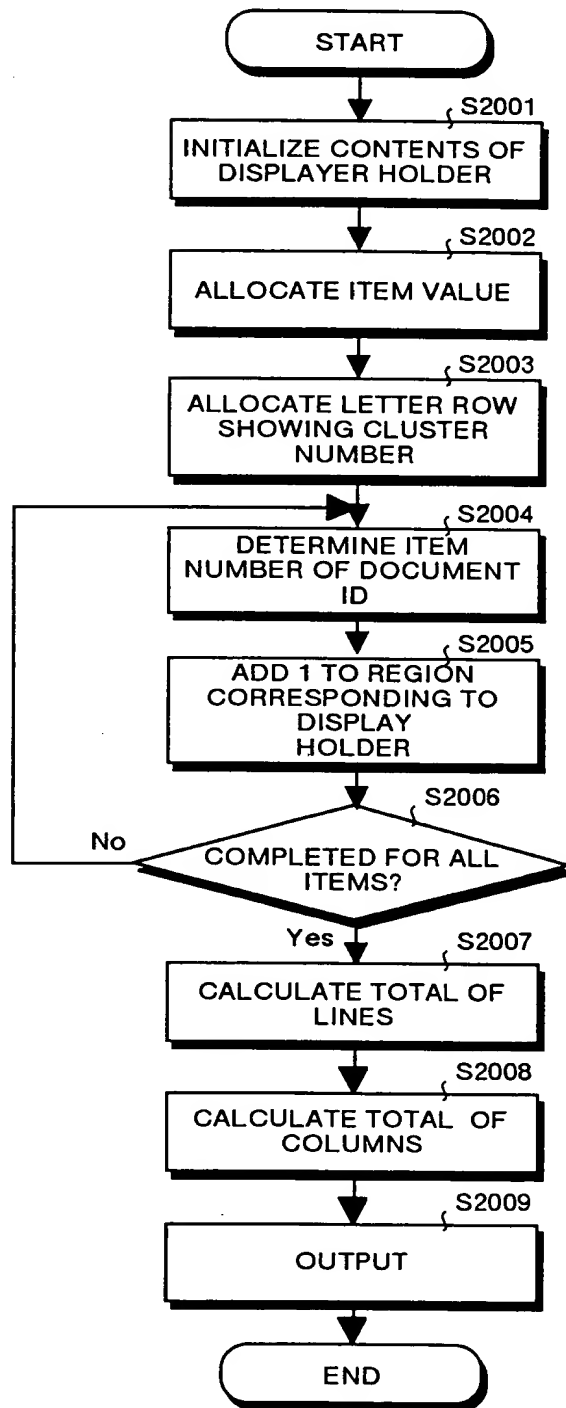 START
S2001
INITIALIZE CONTENTS OF
DISPLAYER HOLDER
S2002
ALLOCATE ITEM VALUE
S2003
ALLOCATE LETTER ROW
SHOWING CLUSTER
NUMBER
S2004
DETERMINE ITEM
NUMBER OF DOCUMENT
ID
S2005
ADD 1 TO REGION
CORRESPONDING TO
DISPLAY
HOLDER
S2006
No
COMPLETED FOR ALL
ITEMS?
Yes
S2007
CALCULATE TOTAL OF
LINES
S2008
CALCULATE TOTAL OF
COLUMNS
S2009
OUTPUT
END